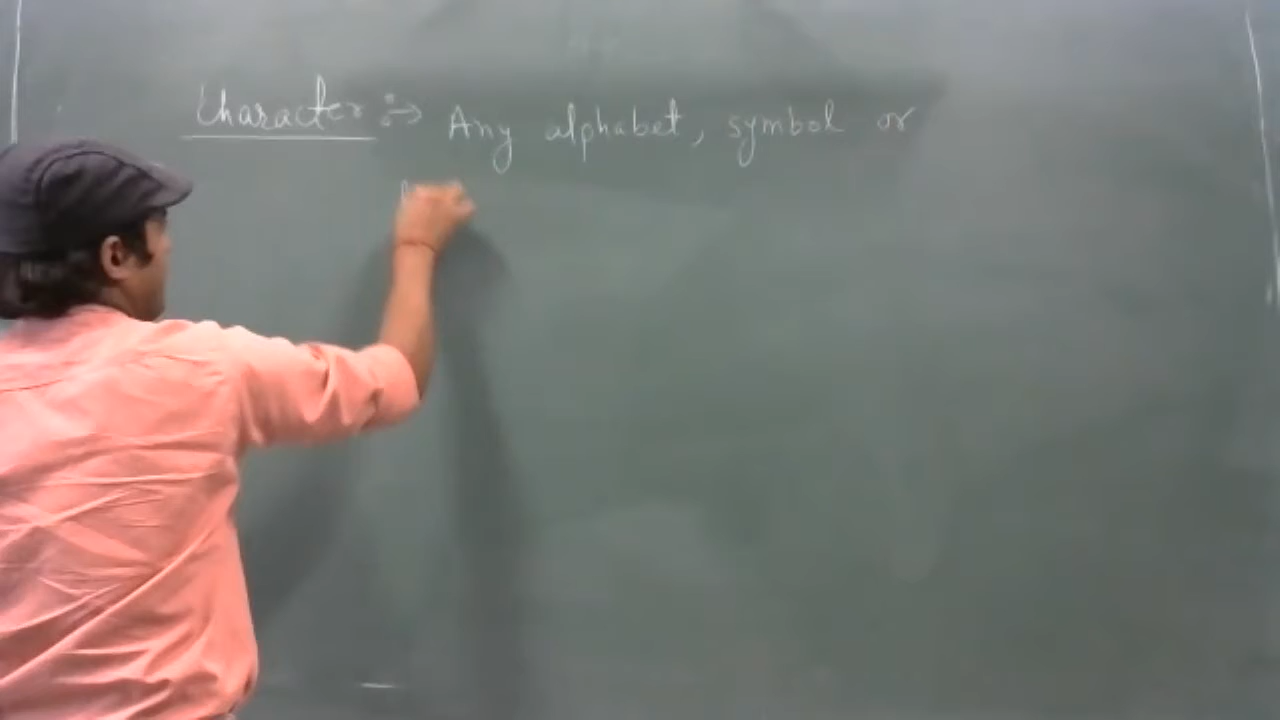 Character :→ Any alphabet, symbol or